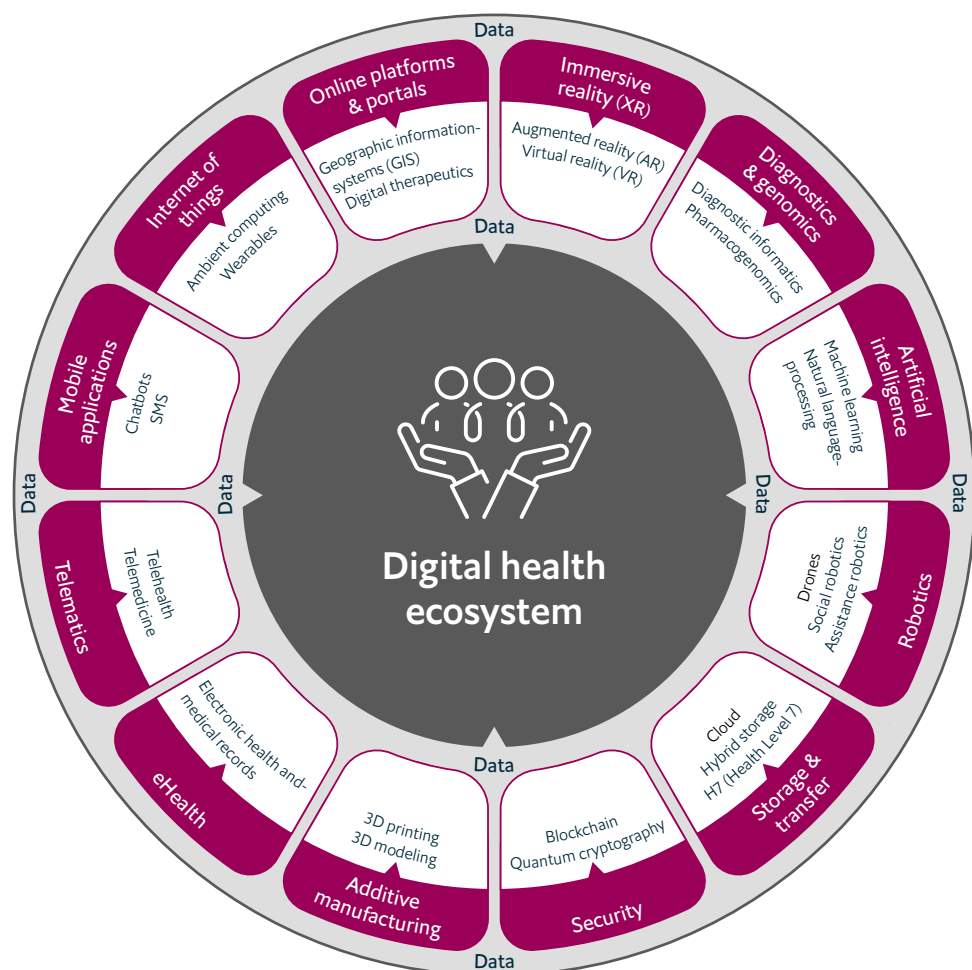 Data
Online platforms
& portals
Geographic information-
systems (GIS)
Digital therapeutics
Immersive
reality (XR)
Augmented reality (AR)
Virtual reality (VR)
Diagnostics
& genomics
Diagnostic informatics
Pharmacogenomics
Artificial
intelligence
Machine learning
Natural language-
processing
Data
Robotics
Drones
Social robotics
Assistance robotics
Storage &
transfer
Cloud
Hybrid storage
H7 (Health Level 7)
Security
Blockchain
Quantum cryptography
Data
Additive
manufacturing
3D printing
3D modeling
eHealth
Electronic health and-
medical records
Telematics
Telehealth
Telemedicine
Data
Mobile
applications
Chatbots
SMS
Internet of
things
Ambient computing
Wearables
Data
Data
Data
Data
Digital health
ecosystem